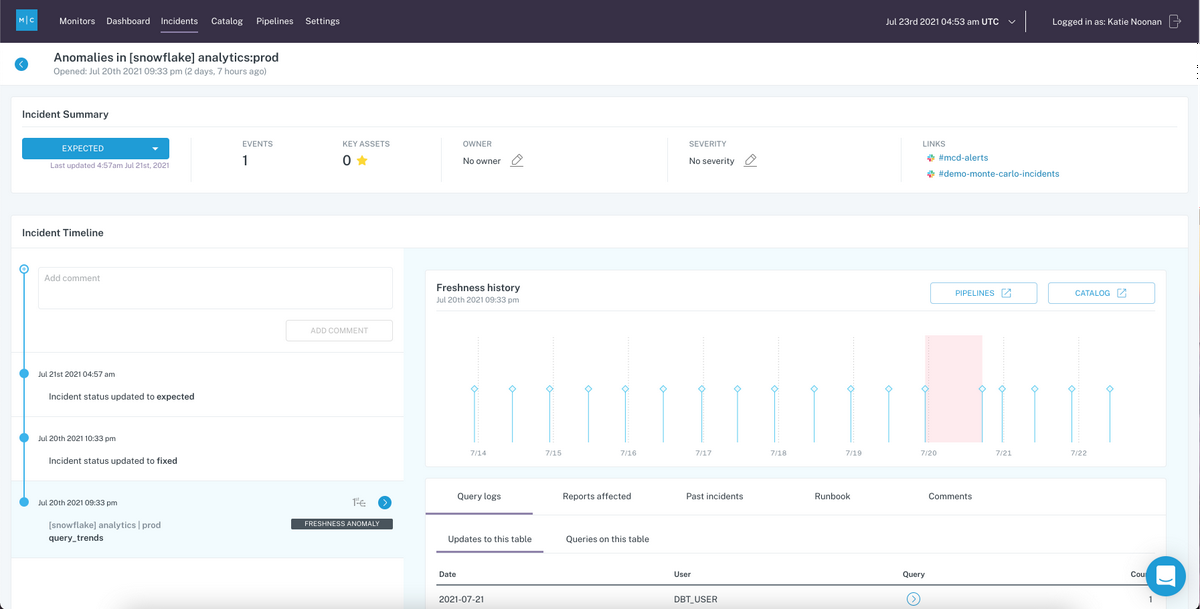 M|C Monitors Dashboard Incidents Catalog Pipelines Settings Jul 23rd 2021 04:53 am UTC Logged in as: Katie Noonan
Anomalies in [snowflake] analytics:prod
Opened: Jul 20th 2021 09:33 pm (2 days, 7 hours ago)
Incident Summary
EXPECTED
Last updated 4:57am Jul 21st, 2021
EVENTS
1
KEY ASSETS
0
OWNER
No owner
SEVERITY
No severity
LINKS
#mcd-alerts
#demo-monte-carlo-incidents
Incident Timeline
Add comment
ADD COMMENT
Jul 21st 2021 04:57 am
Incident status updated to expected
Jul 20th 2021 10:33 pm
Incident status updated to fixed
Jul 20th 2021 09:33 pm
[snowflake] analytics | prod
query_trends
FRESHNESS ANOMALY
Freshness history
Jul 20th 2021 09:33 pm
PIPELINES
CATALOG
7/14 7/15 7/16 7/17 7/18 7/19 7/20 7/21 7/22
Query logs Reports affected Past incidents Runbook Comments
Updates to this table Queries on this table
Date User Query Cou
2021-07-21 DBT_USER 1